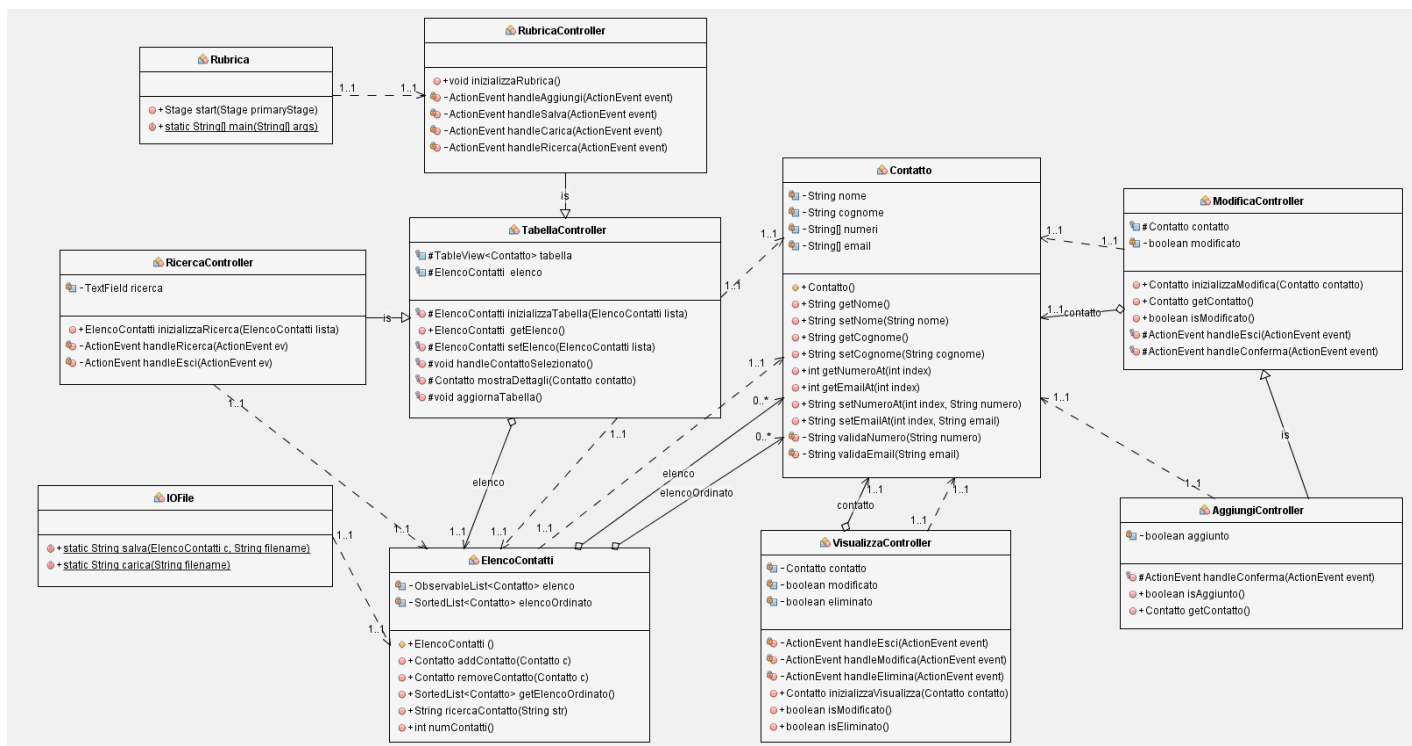 RubricaController
+void inizializzaRubrica()
-ActionEvent handleAggiungi(ActionEvent event)
-ActionEvent handleSalva(ActionEvent event)
-ActionEvent handleCarica(ActionEvent event)
-ActionEvent handleRicerca(ActionEvent event)
Rubrica
+Stage start(Stage primaryStage)
+static String[] main(String[] args)
1..1
1..1
is
TabellaController
#TableView<Contatto> tabella
#ElencoContatti elenco
#ElencoContatti inizializzaTabella(ElencoContatti lista)
+ElencoContatti getElenco()
#ElencoContatti setElenco(ElencoContatti lista)
#void handleContattoSelezionato()
#Contatto mostraDettagli(Contatto contatto)
#void aggiornaTabella()
RicercaController
-TextField ricerca
+ElencoContatti inizializzaRicerca(ElencoContatti lista)
-ActionEvent handleRicerca(ActionEvent ev)
-ActionEvent handleEsci(ActionEvent ev)
is
1..1
1..1
Contatto
-String nome
-String cognome
-String[] numeri
-String[] email
+Contatto()
+String getNome()
+String setNome(String nome)
+String getCognome()
+String setCognome(String cognome)
+int getNumeroAt(int index)
+int getEmailAt(int index)
+String setNumeroAt(int index, String numero)
+String setEmailAt(int index, String email)
-String validaNumero(String numero)
-String validaEmail(String email)
ModificaController
#Contatto contatto
-boolean modificato
+Contatto inizializzaModifica(Contatto contatto)
+Contatto getContatto()
+boolean isModificato()
#ActionEvent handleEsci(ActionEvent event)
#ActionEvent handleConferma(ActionEvent event)
1..1
1..1
1..1
contatto
1..1
1..1
is
1..1
1..1
0..*
0..*
elenco
elencoOrdinato
1..1
1..1
1..1
1..1
elenco
1..1
IOFile
+static String salva(ElencoContatti c, String filename)
+static String carica(String filename)
1..1
1..1
ElencoContatti
-ObservableList<Contatto> elenco
-SortedList<Contatto> elencoOrdinato
+ElencoContatti ()
+Contatto addContatto(Contatto c)
+Contatto removeContatto(Contatto c)
+SortedList<Contatto> getElencoOrdinato()
+String ricercaContatto(String str)
+int numContatti()
1..1
contatto
1..1
1..1
VisualizzaController
-Contatto contatto
-boolean modificato
-boolean eliminato
-ActionEvent handleEsci(ActionEvent event)
-ActionEvent handleModifica(ActionEvent event)
-ActionEvent handleElimina(ActionEvent event)
+Contatto inizializzaVisualizza(Contatto contatto)
+boolean isModificato()
+boolean isEliminato()
AggiungiController
-boolean aggiunto
#ActionEvent handleConferma(ActionEvent event)
+boolean isAggiunto()
+Contatto getContatto()